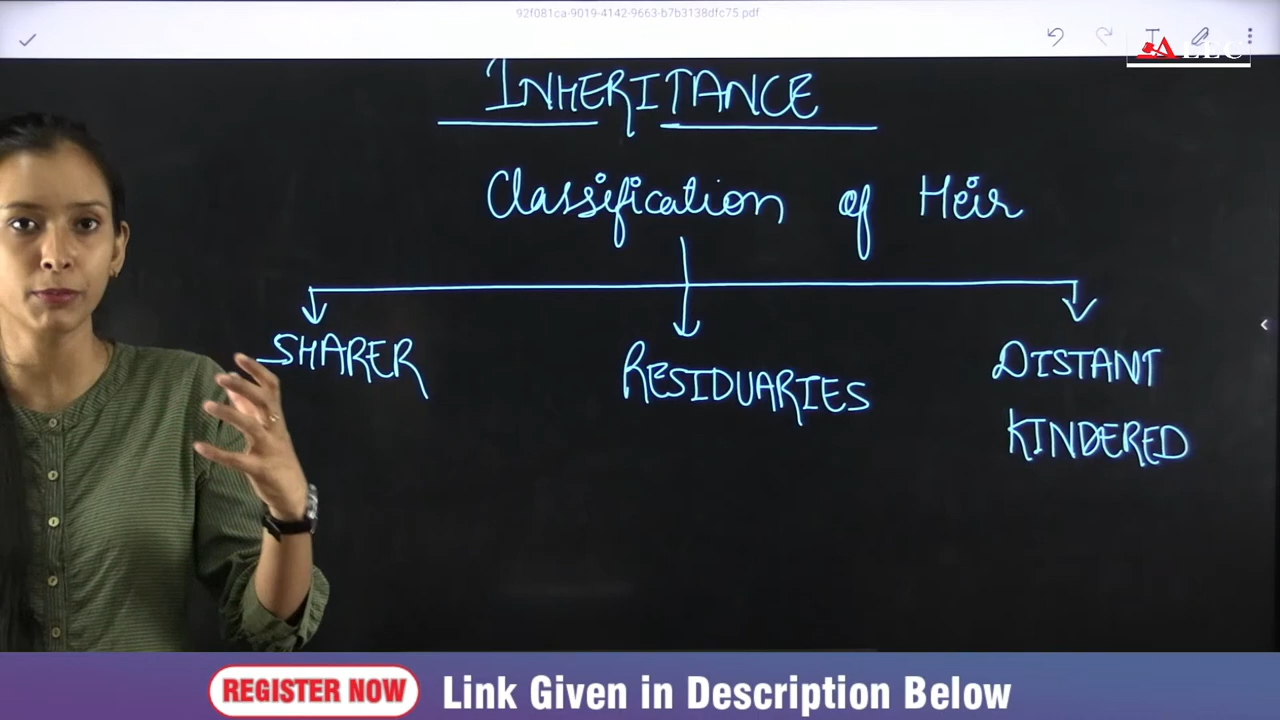 92f081ca-9019-4142-9663-b7b3138dfc75.pdf
LEC
INHERITANCE
Classification of Heir
SHARER
RESIDUARIES
DISTANT
KINDERED
REGISTER NOW
Link Given in Description Below